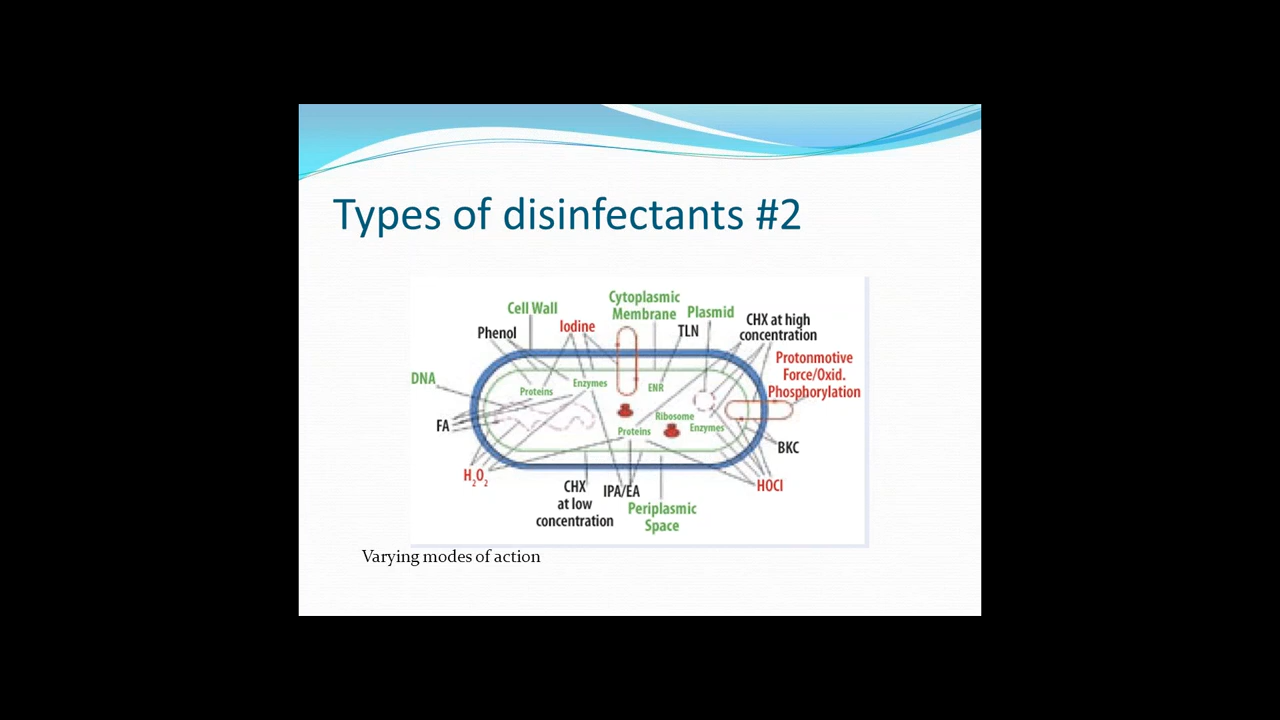 Types of disinfectants #2
Cytoplasmic
Membrane
Cell Wall
Plasmid
Iodine
TLN
CHX at high
concentration
Phenol
Protonmotive
Force/Oxid.
Phosphorylation
DNA
Proteins
Enzymes
ENR
Ribosome
Enzymes
Proteins
FA
BKC
H2O2
HOCl
CHX
at low
concentration
IPA/EA
Periplasmic
Space
Varying modes of action